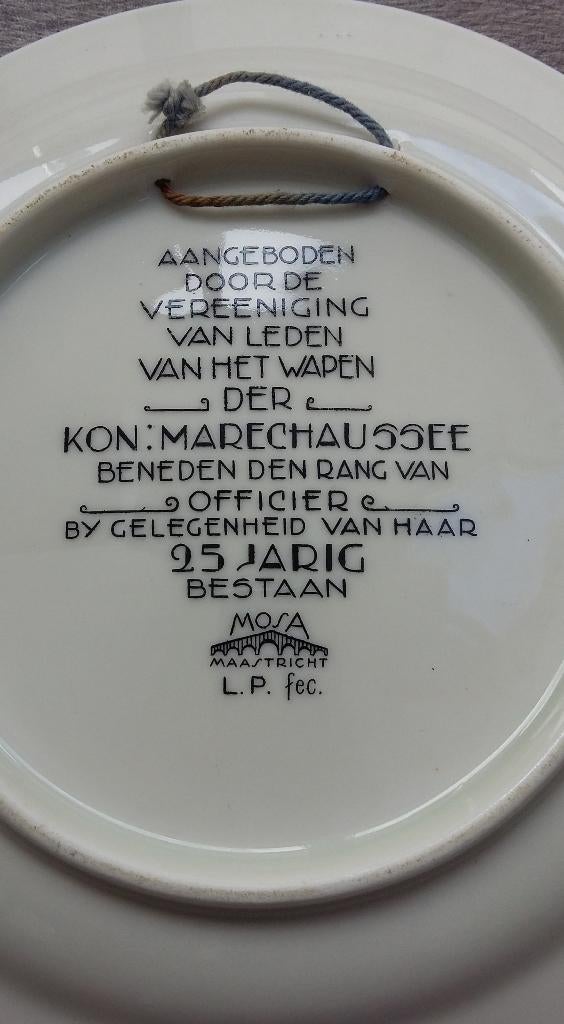 AANGEBODEN
DOOR DE
VEREENIGING
VAN LEDEN
VAN HET WAPEN
DER
KON: MARECHAUSSEE
BENEDEN DEN RANG VAN
OFFICIER
BY GELEGENHEID VAN HAAR
25 JARIG
BESTAAN
MOSA
MAASTRICHT
L.P. fec.